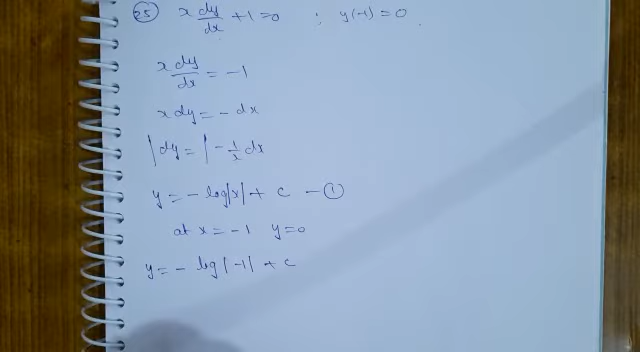 25 x dy/dx + 1 = 0 ; y(-1) = 0
x dy/dx = -1
x dy = - dx
∫dy = ∫ - 1/x dx
y = - log|x| + c - ①
at x = -1 y = 0
y = - log|-1| + c